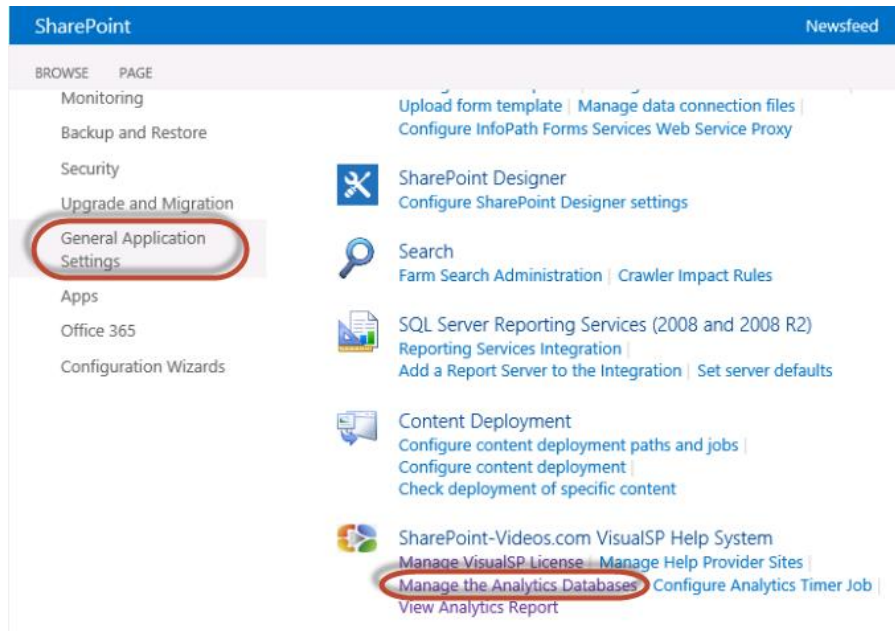 SharePoint Newsfeed
BROWSE PAGE
Monitoring
Backup and Restore
Security
Upgrade and Migration
General Application
Settings
Apps
Office 365
Configuration Wizards
Upload form template | Manage data connection files |
Configure InfoPath Forms Services Web Service Proxy
SharePoint Designer
Configure SharePoint Designer settings
Search
Farm Search Administration | Crawler Impact Rules
SQL Server Reporting Services (2008 and 2008 R2)
Reporting Services Integration |
Add a Report Server to the Integration | Set server defaults
Content Deployment
Configure content deployment paths and jobs |
Configure content deployment |
Check deployment of specific content
SharePoint-Videos.com VisualSP Help System
Manage VisualSP License | Manage Help Provider Sites |
Manage the Analytics Databases | Configure Analytics Timer Job |
View Analytics Report